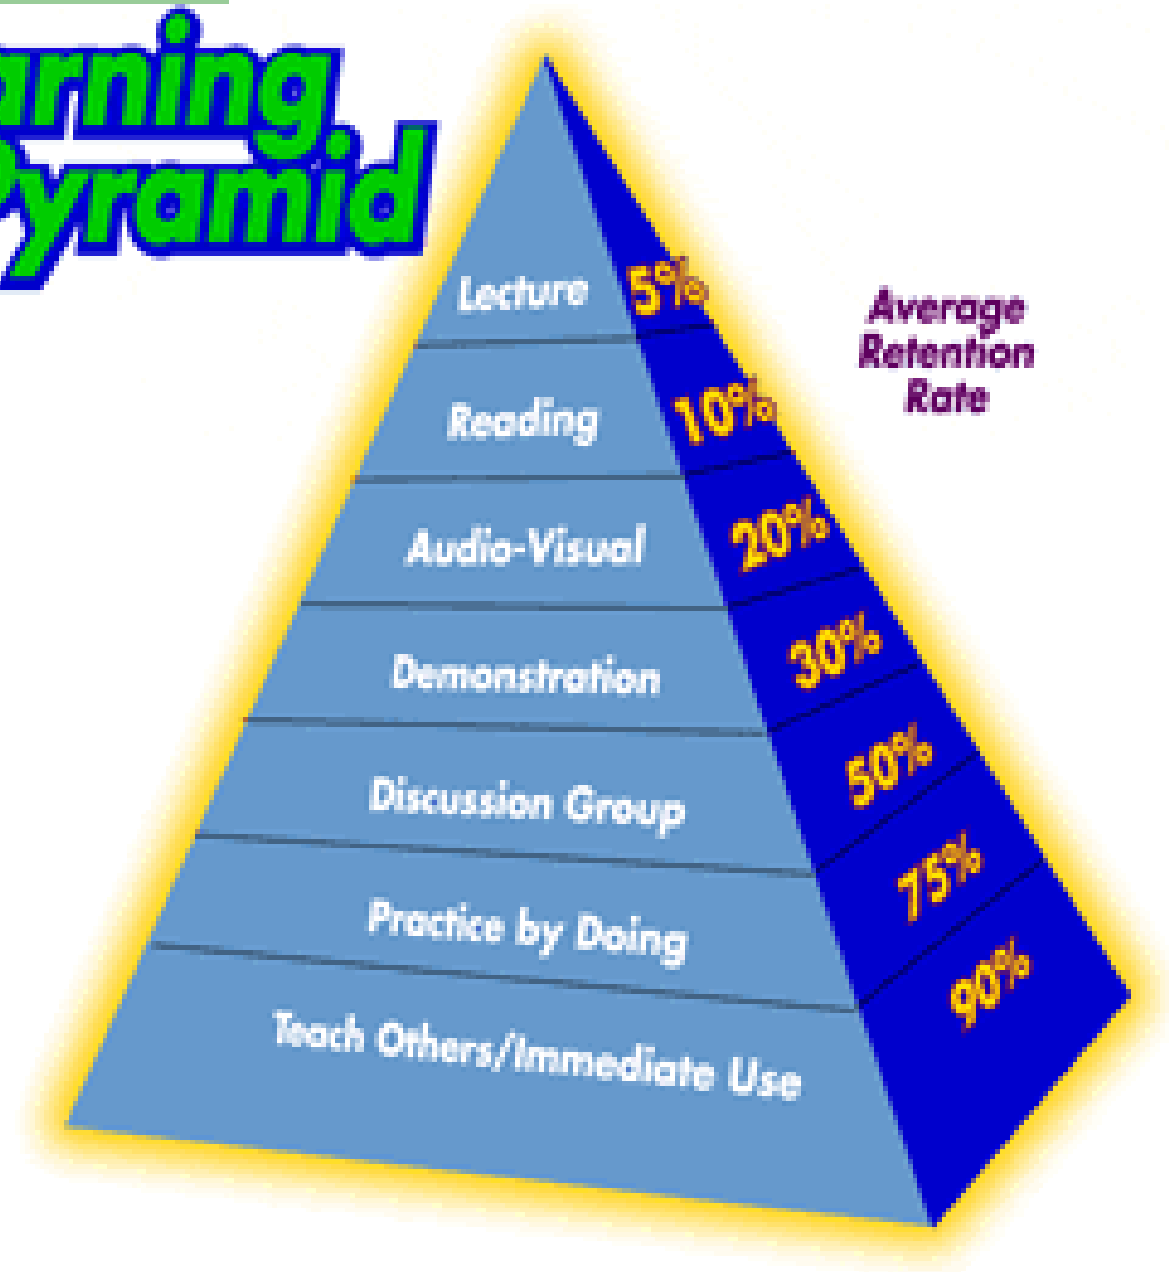 arning
Pyramid
Average
Retention
Rate
Lecture 5%
Reading 10%
Audio-Visual 20%
Demonstration 30%
Discussion Group 50%
Practice by Doing 75%
Teach Others/Immediate Use 90%